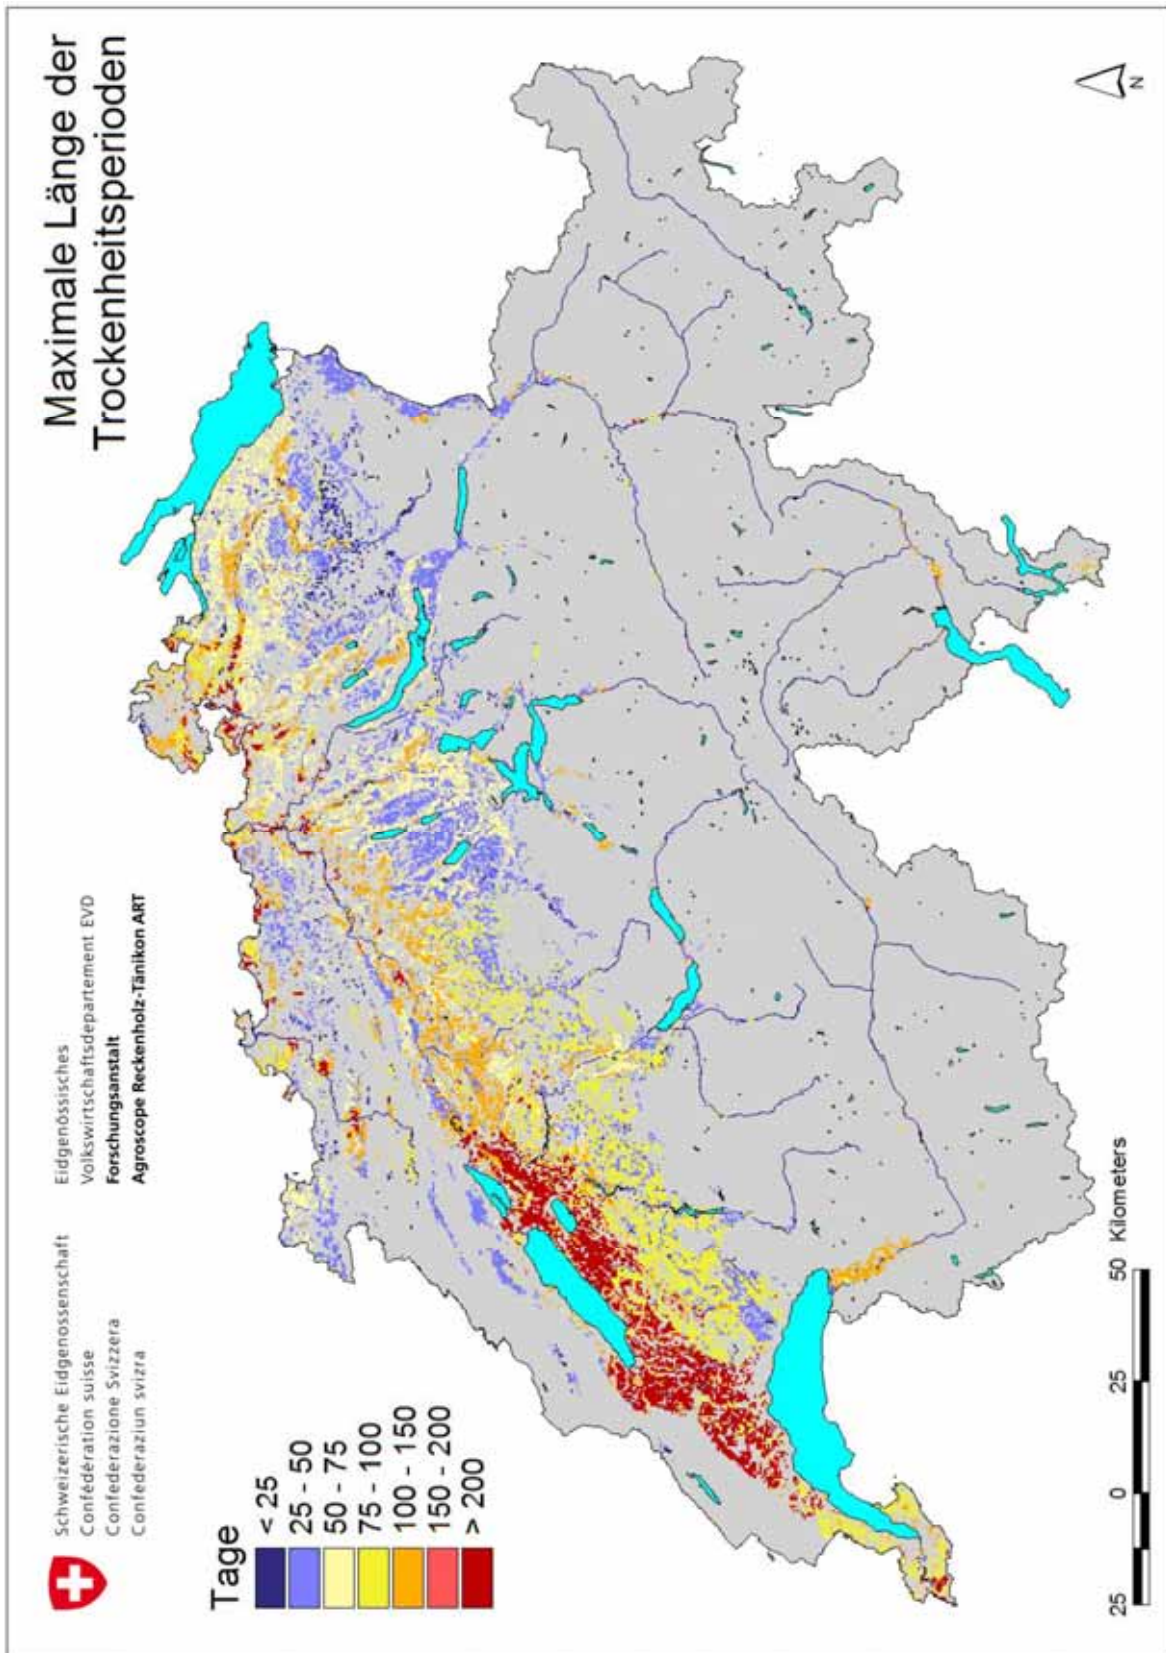 Schweizerische Eidgenossenschaft
Confédération suisse
Confederazione Svizzera
Confederaziun svizra
Eidgenössisches
Volkswirtschaftsdepartement EVD
Forschungsanstalt
Agroscope Reckenholz-Tänikon ART
Maximale Länge der
Trockenheitsperioden
Tage
< 25
25 - 50
50 - 75
75 - 100
100 - 150
150 - 200
> 200
25 0 25 50 Kilometers
N